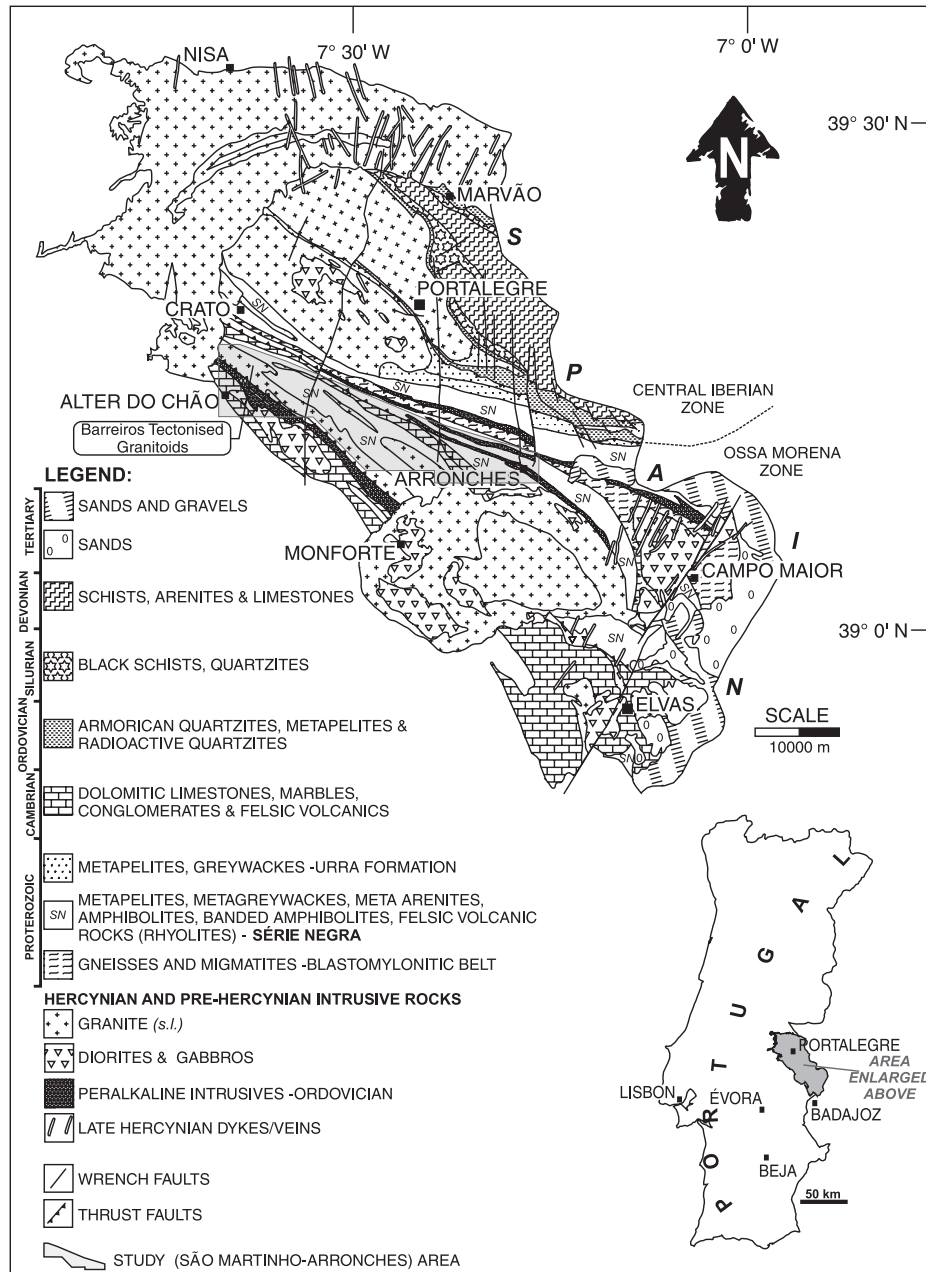 7° 30' W
7° 0' W
NISA
39° 30' N
N
MARVÃO
S
PORTALEGRE
SN
CRATO
P
SN
CENTRAL IBERIAN
ZONE
ALTER DO CHÃO
SN
SN
Barreiros Tectonised
Granitoids
SN
SN
OSSA MORENA
ZONE
SN
A
ARRONCHES
SN
I
MONFORTE
SN
CAMPO MAIOR
39° 0' N
SN
N
ELVAS
SN
SCALE
10000 m
LEGEND:
TERTIARY
SANDS AND GRAVELS
SANDS
DEVONIAN
SCHISTS, ARENITES & LIMESTONES
SILURIAN
BLACK SCHISTS, QUARTZITES
ORDOVICIAN
ARMORICAN QUARTZITES, METAPELITES &
RADIOACTIVE QUARTZITES
CAMBRIAN
DOLOMITIC LIMESTONES, MARBLES,
CONGLOMERATES & FELSIC VOLCANICS
PROTEROZOIC
METAPELITES, GREYWACKES -URRA FORMATION
SN
METAPELITES, METAGREYWACKES, META ARENITES,
AMPHIBOLITES, BANDED AMPHIBOLITES, FELSIC VOLCANIC
ROCKS (RHYOLITES) - SÉRIE NEGRA
GNEISSES AND MIGMATITES -BLASTOMYLONITIC BELT
HERCYNIAN AND PRE-HERCYNIAN INTRUSIVE ROCKS
GRANITE (s.l.)
DIORITES & GABBROS
PERALKALINE INTRUSIVES -ORDOVICIAN
LATE HERCYNIAN DYKES/VEINS
WRENCH FAULTS
THRUST FAULTS
STUDY (SÃO MARTINHO-ARRONCHES) AREA
PORTUGAL
PORTALEGRE
AREA
ENLARGED
ABOVE
LISBON
ÉVORA
BADAJOZ
BEJA
50 km